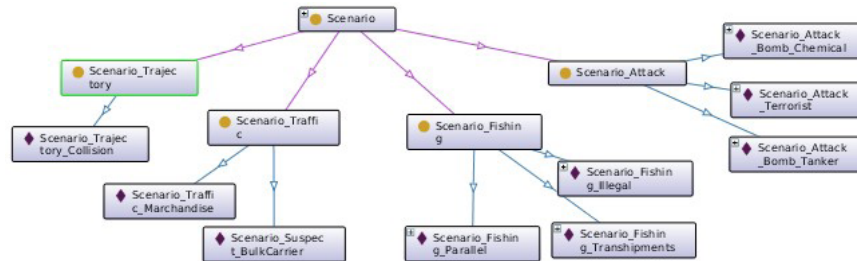 Scenario
Scenario_Trajec
tory
Scenario_Attack
Scenario_Attack
_Bomb_Chemical
Scenario_Attack
_Terrorist
Scenario_Attack
_Bomb_Tanker
Scenario_Traffi
c
Scenario_Fishin
g
Scenario_Trajec
tory_Collision
Scenario_Traffi
c_Marchandise
Scenario_Suspec
t_BulkCarrier
Scenario_Fishin
g_Illegal
Scenario_Fishin
g_Parallel
Scenario_Fishin
g_Transhipments